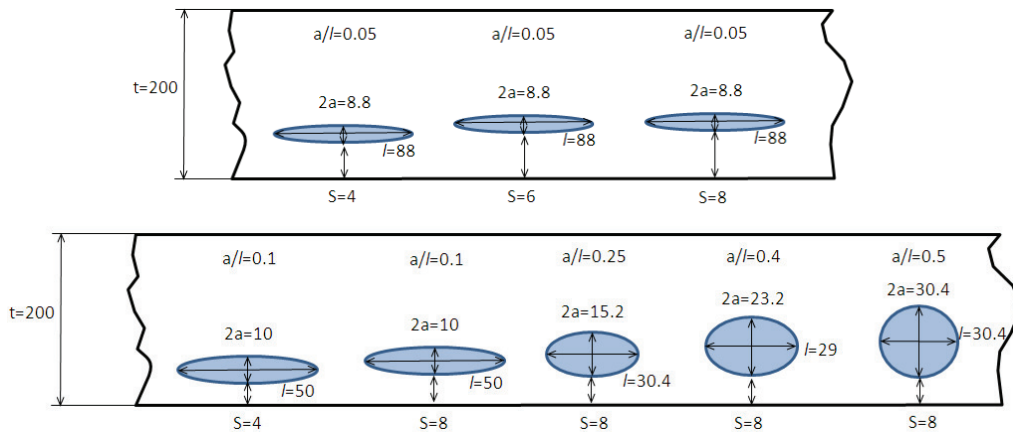 a/l=0.05 a/l=0.05 a/l=0.05
t=200
2a=8.8 2a=8.8 2a=8.8
l=88 l=88 l=88
S=4 S=6 S=8
a/l=0.1 a/l=0.1 a/l=0.25 a/l=0.4 a/l=0.5
t=200
2a=10 2a=10 2a=15.2 2a=23.2 2a=30.4
l=50 l=50 l=30.4 l=29 l=30.4
S=4 S=8 S=8 S=8 S=8